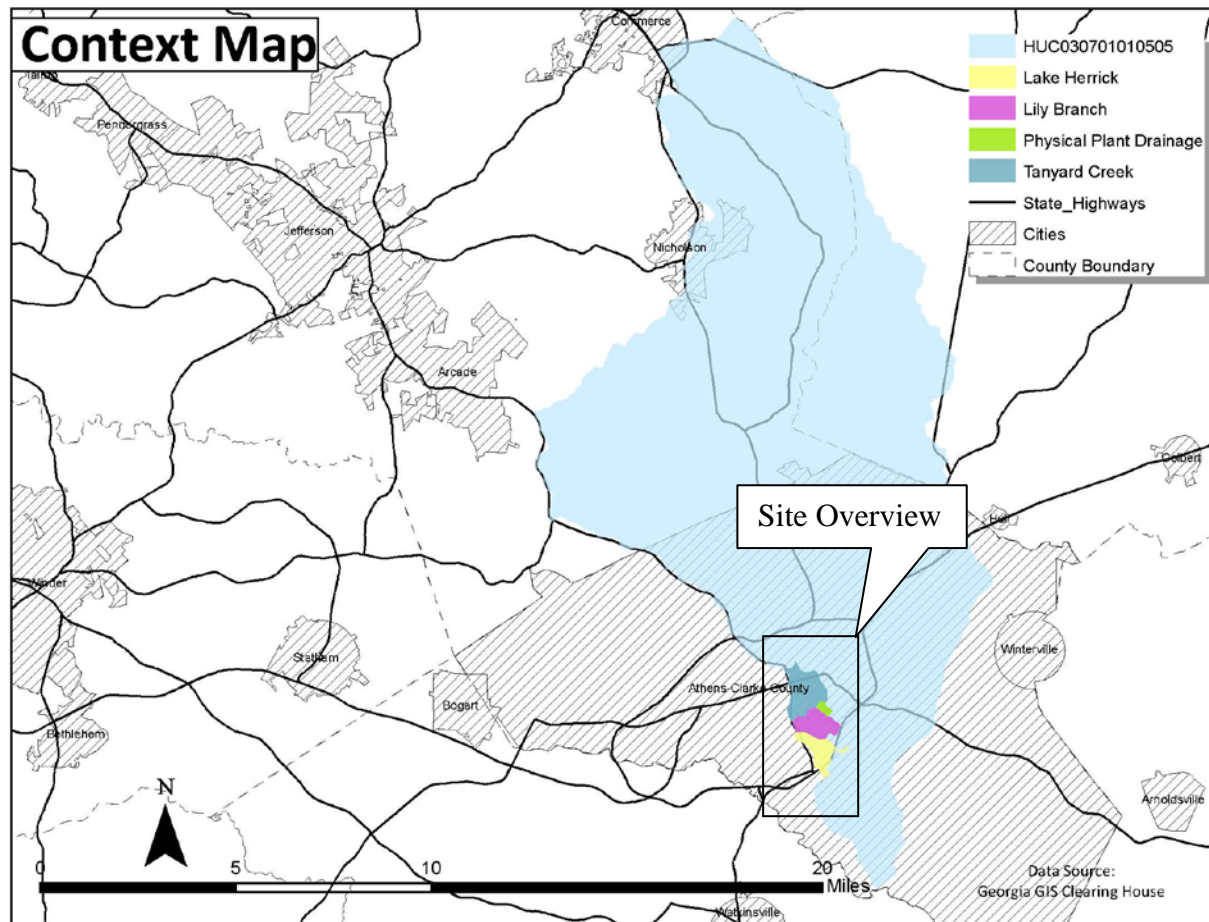 Context Map
Commerce
HUC030701010505
Lake Herrick
Lily Branch
Physical Plant Drainage
Tanyard Creek
State_Highways
Cities
County Boundary
Pendergrass
Jefferson
Nicholson
Arcade
Colbert
Site Overview
Hull
Winder
Statham
Winterville
Athens-Clarke County
Bogart
Bethlehem
N
Arnoldsville
0
5
10
20
Miles
Data Source:
Georgia GIS Clearing House
Watkinsville